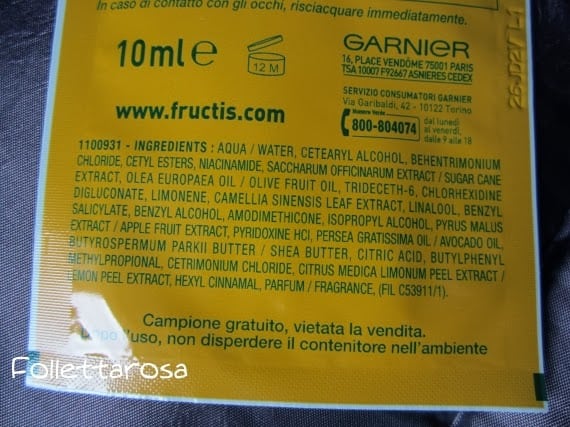 In caso di contatto con gli occhi, risciacquare immediatamente.
10ml e
12 M
GARNIER
16, PLACE VENDÔME 75001 PARIS
TSA 10007 F92667 ASNIERES CEDEX
SERVIZIO CONSUMATORI GARNIER
Via Garibaldi, 42 - 10122 Torino
Numero Verde
800-804074
dal lunedì
al venerdì,
dalle 9 alle 18
www.fructis.com
1100931 - INGREDIENTS : AQUA / WATER, CETEARYL ALCOHOL, BEHENTRIMONIUM
CHLORIDE, CETYL ESTERS, NIACINAMIDE, SACCHARUM OFFICINARUM EXTRACT / SUGAR CANE
EXTRACT, OLEA EUROPAEA OIL / OLIVE FRUIT OIL, TRIDECETH-6, CHLORHEXIDINE
DIGLUCONATE, LIMONENE, CAMELLIA SINENSIS LEAF EXTRACT, LINALOOL, BENZYL
SALICYLATE, BENZYL ALCOHOL, AMODIMETHICONE, ISOPROPYL ALCOHOL, PYRUS MALUS
EXTRACT / APPLE FRUIT EXTRACT, PYRIDOXINE HCI, PERSEA GRATISSIMA OIL / AVOCADO OIL,
BUTYROSPERMUM PARKII BUTTER / SHEA BUTTER, CITRIC ACID, BUTYLPHENYL
METHYLPROPIONAL, CETRIMONIUM CHLORIDE, CITRUS MEDICA LIMONUM PEEL EXTRACT /
LEMON PEEL EXTRACT, HEXYL CINNAMAL, PARFUM / FRAGRANCE, (FIL C53911/1).
Campione gratuito, vietata la vendita.
Dopo l'uso, non disperdere il contenitore nell'ambiente
Follettarosa